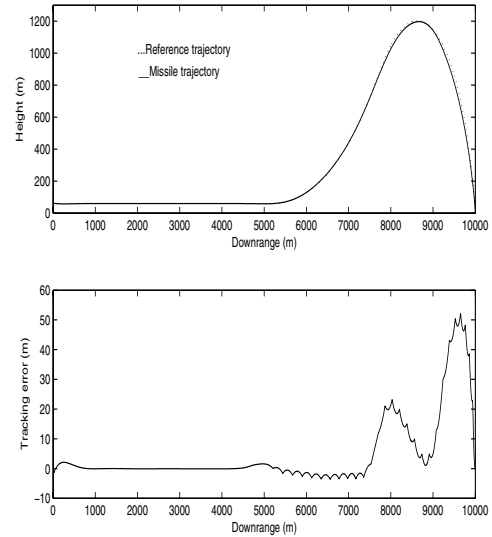 1200
1000
800
600
400
200
0
Height (m)
...Reference trajectory
__Missile trajectory
0 1000 2000 3000 4000 5000 6000 7000 8000 9000 10000
Downrange (m)
60
50
40
30
20
10
0
−10
Tracking error (m)
0 1000 2000 3000 4000 5000 6000 7000 8000 9000 10000
Downrange (m)